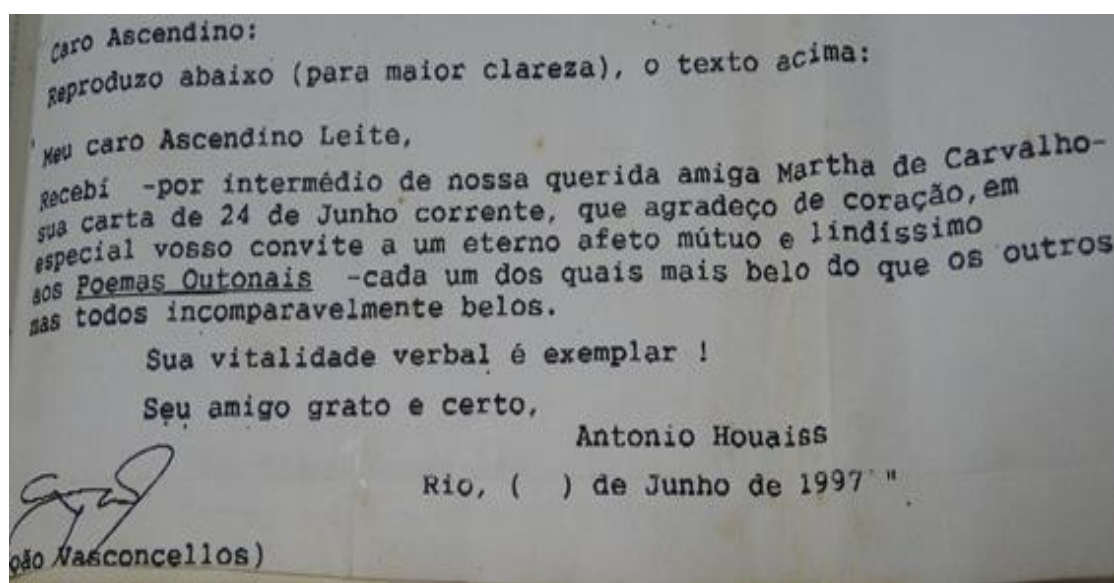 Caro Ascendino:
Reproduzo abaixo (para maior clareza), o texto acima:
" Meu caro Ascendino Leite,
Recebí -por intermédio de nossa querida amiga Martha de Carvalho-
sua carta de 24 de Junho corrente, que agradeço de coração,em
especial vosso convite a um eterno afeto mútuo e lindíssimo
aos Poemas Outonais -cada um dos quais mais belo do que os outros
mas todos incomparavelmente belos.
Sua vitalidade verbal é exemplar !
Seu amigo grato e certo,
Antonio Houaiss
Rio, ( ) de Junho de 1997 "
ção Vasconcellos)